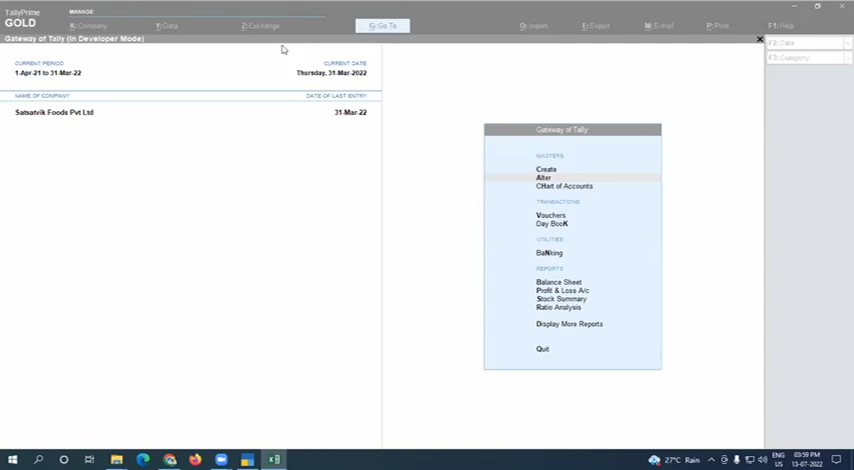 TallyPrime
GOLD
MANAGE
K: Company
Y: Data
Z: Exchange
G: Go To
O: Import
E: Export
M: E-mail
P: Print
F1: Help
Gateway of Tally (In Developer Mode)
F2: Date
F3: Company
CURRENT PERIOD
CURRENT DATE
1-Apr-21 to 31-Mar-22
Thursday, 31-Mar-2022
NAME OF COMPANY
DATE OF LAST ENTRY
Satsatvik Foods Pvt Ltd
31-Mar-22
Gateway of Tally
MASTERS
Create
Alter
CHart of Accounts
TRANSACTIONS
Vouchers
Day BooK
UTILITIES
BaNking
REPORTS
Balance Sheet
Profit & Loss A/c
Stock Summary
Ratio Analysis
Display More Reports
Quit
27°C Rain
ENG
US
03:59 PM
13-07-2022